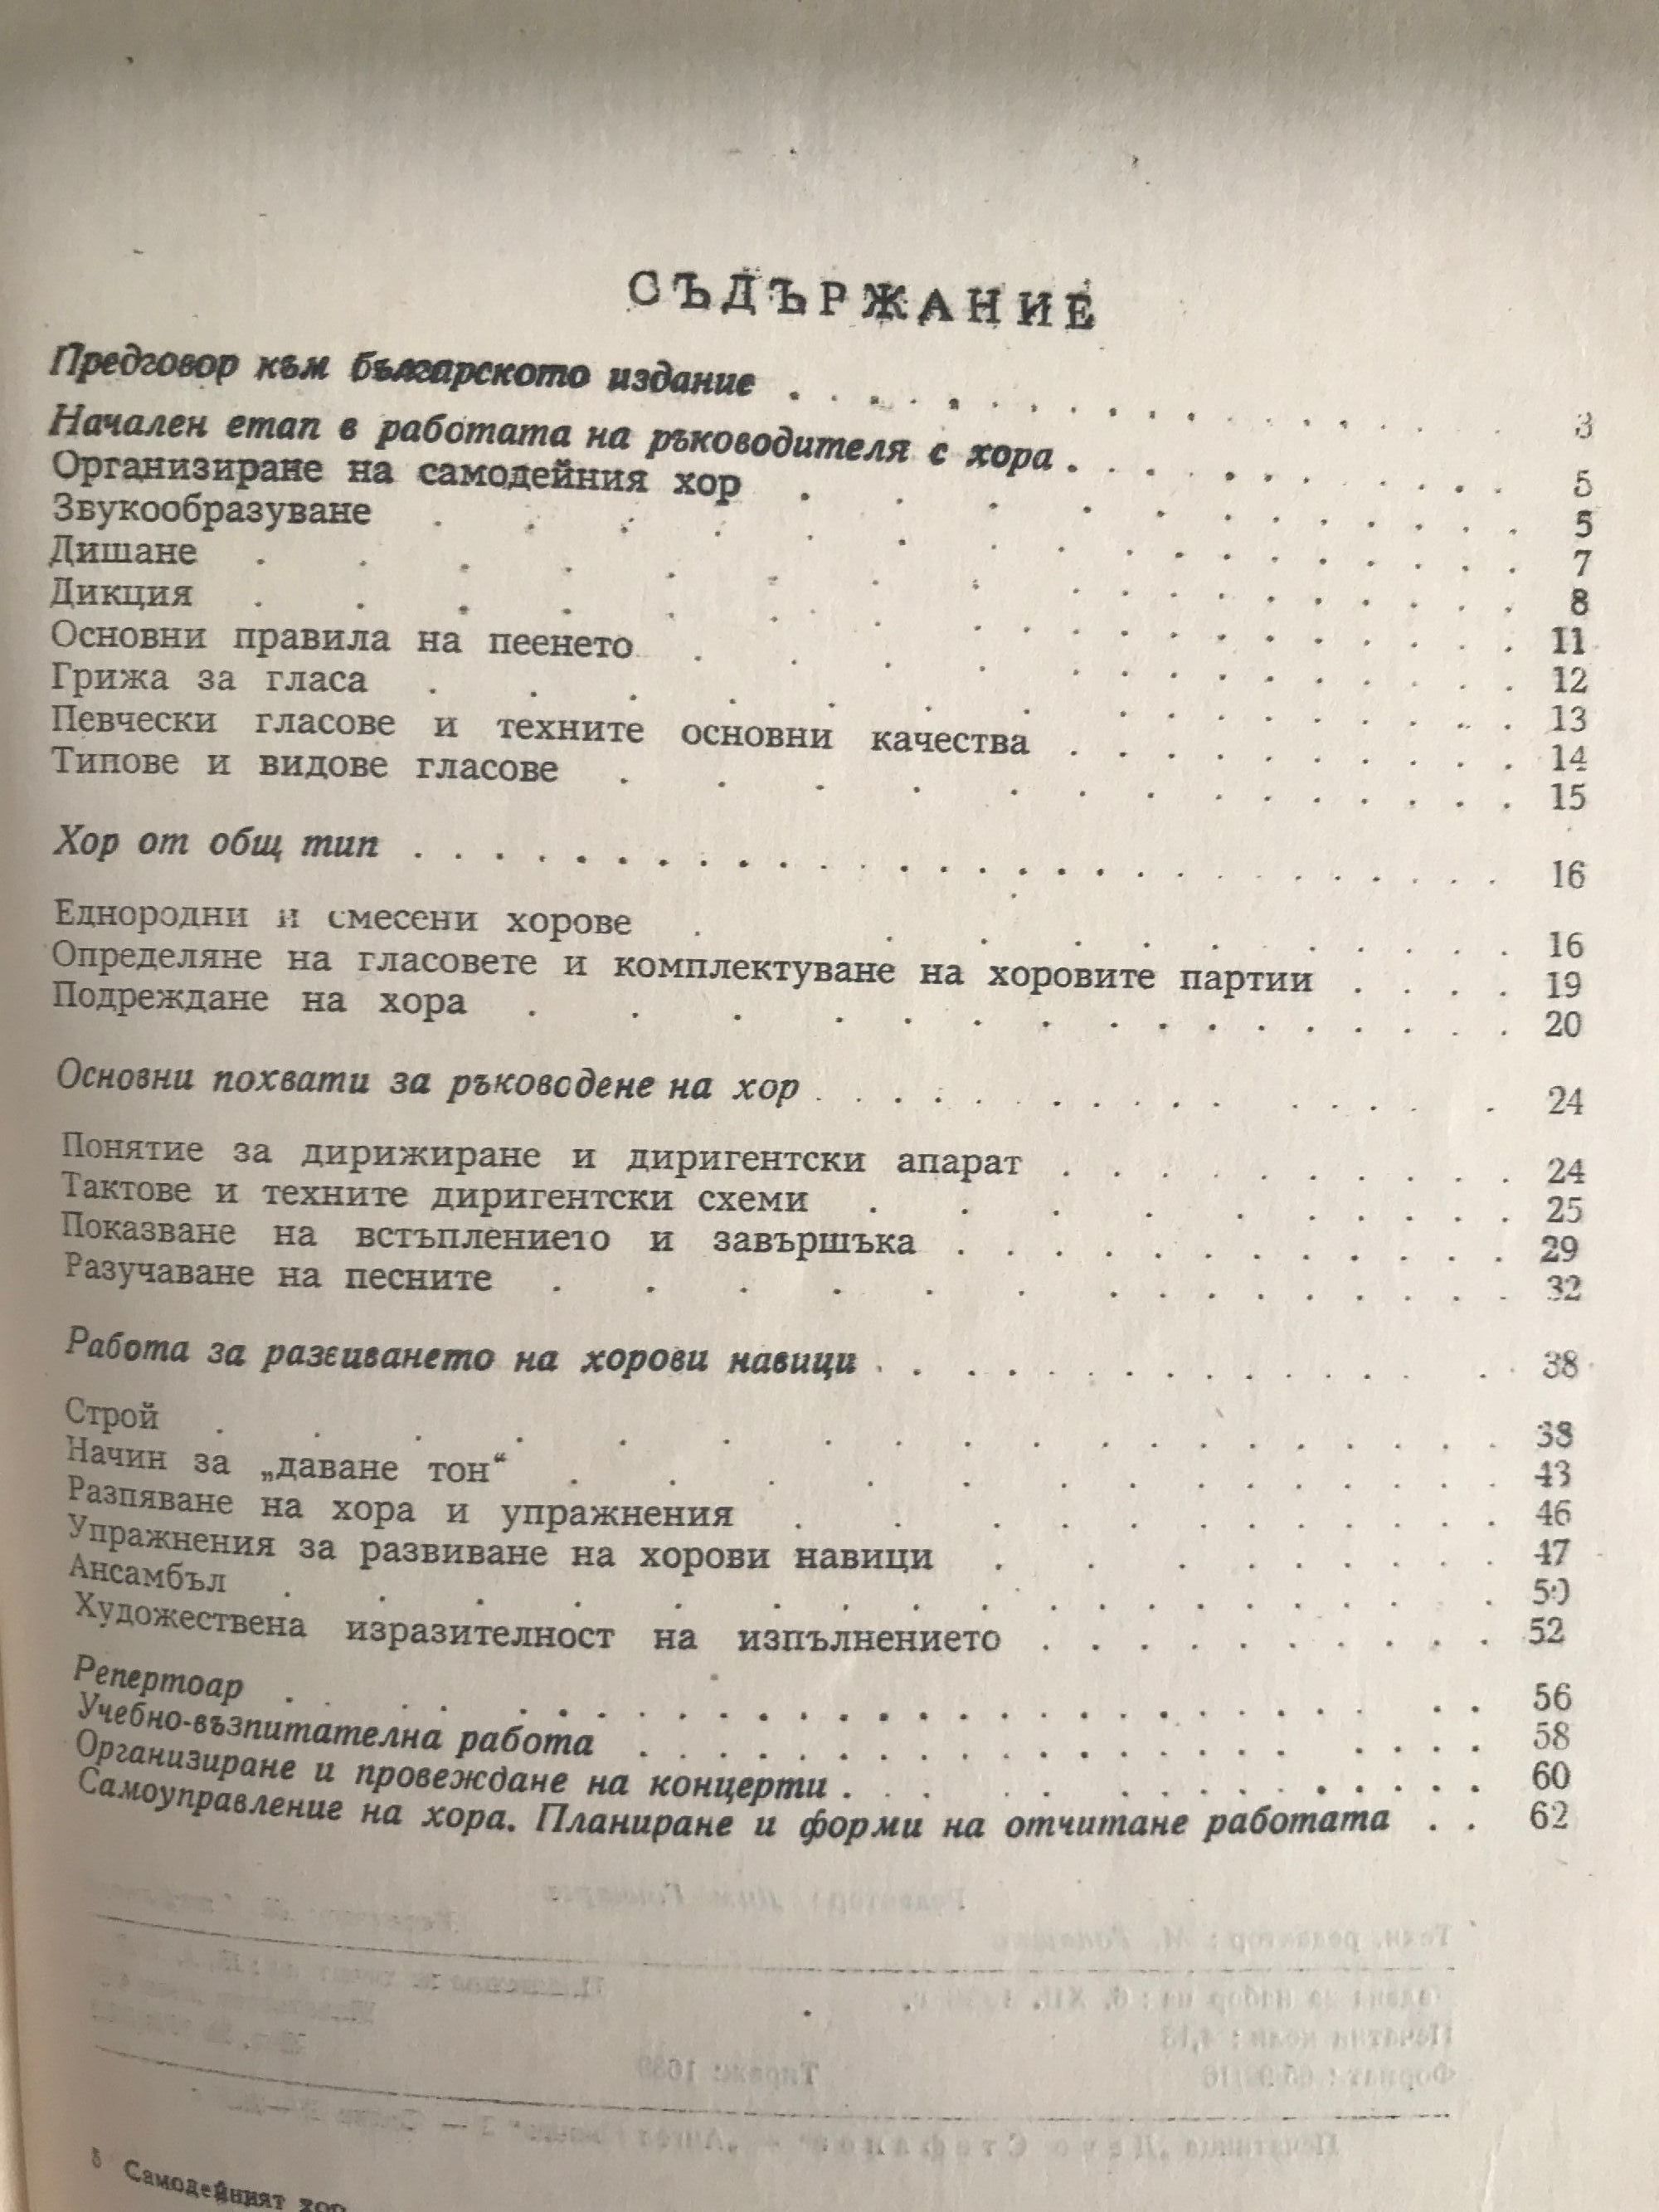 СЪДЪРЖАНИЕ
Предговор към българското издание . . . . . . . . . . . . . . . . 3
Начален етап в работата на ръководителя с хора . . . . . . . . . . . 5
Организиране на самодейния хор . . . . . . . . . . . . 5
Звукообразуване . . . . . . . . . . . . . . . 7
Дишане . . . . . . . . . . . . . . . . . 8
Дикция . . . . . . . . . . . . . . . . . 11
Основни правила на пеенето . . . . . . . . . . . . . 12
Грижа за гласа . . . . . . . . . . . . . . . 13
Певчески гласове и техните основни качества . . . . . . . . . . 14
Типове и видове гласове . . . . . . . . . . . . . 15
Хор от общ тип . . . . . . . . . . . . . . . . . . . . . . . . . . 16
Еднородни и смесени хорове . . . . . . . . . . . 16
Определяне на гласовете и комплектуване на хоровите партии . . . . 19
Подреждане на хора . . . . . . . . . . . . . . . 20
Основни похвати за ръководене на хор . . . . . . . . . . . . . . . . 24
Понятие за дирижиране и диригентски апарат . . . . . . . . . . 24
Тактове и техните диригентски схеми . . . . . . . . . . 25
Показване на встъплението и завършъка . . . . . . . . . . . . 29
Разучаване на песните . . . . . . . . . . . . . . 32
Работа за развиването на хорови навици . . . . . . . . . . . . . . . 38
Строй . . . . . . . . . . . . . . . . . . 38
Начин за „даване тон“ . . . . . . . . . . . . . 43
Разпяване на хора и упражнения . . . . . . . . . . . 46
Упражнения за развиване на хорови навици . . . . . . . . . 47
Ансамбъл . . . . . . . . . . . . . . . . . 50
Художествена изразителност на изпълнението . . . . . . . . . . . 52
Репертоар . . . . . . . . . . . . . . . . . . . . . . . . . 56
Учебно-възпитателна работа . . . . . . . . . . . . . . . . . . . 58
Организиране и провеждане на концерти . . . . . . . . . . . . . . 60
Самоуправление на хора. Планиране и форми на отчитане работата . . 62
5 Самодейният хор